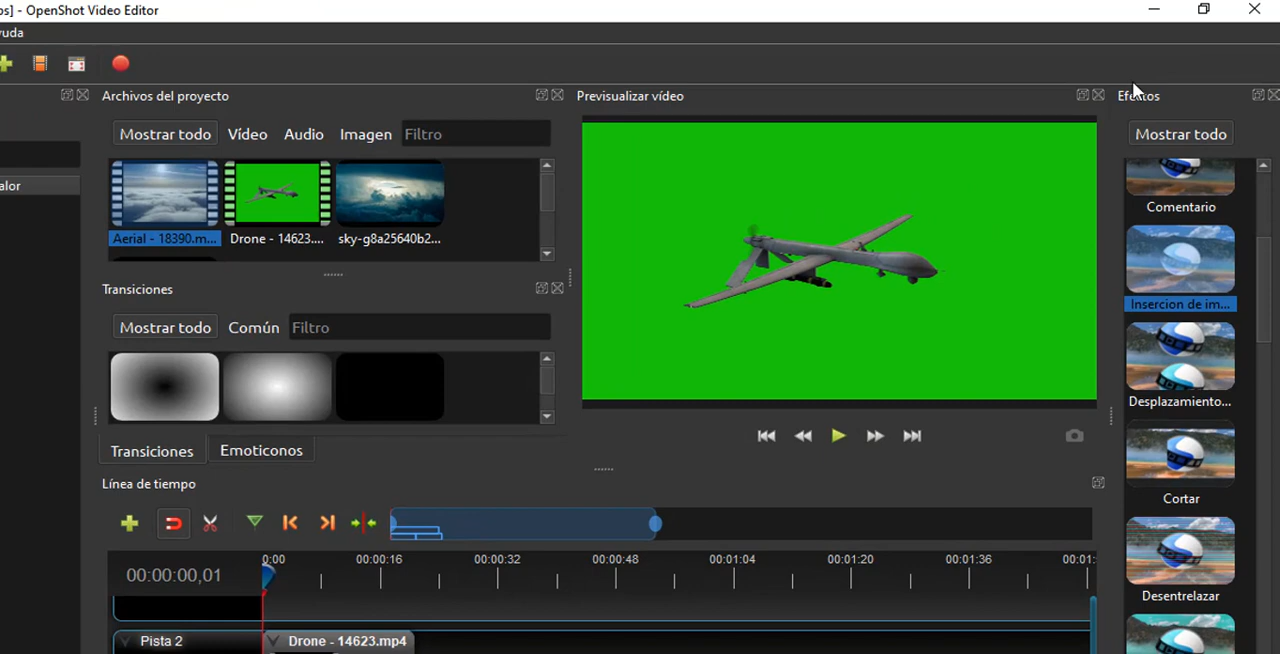 os] - OpenShot Video Editor
yuda
Archivos del proyecto
Previsualizar vídeo
Efectos
Mostrar todo
Vídeo
Audio
Imagen
Filtro
Mostrar todo
alor
Aerial - 18390.m...
Drone - 14623....
sky-g8a25640b2...
Comentario
Insercion de im...
Desplazamiento...
Cortar
Desentrelazar
Transiciones
Mostrar todo
Común
Filtro
Transiciones
Emoticonos
Línea de tiempo
00:00:00,01
0:00
00:00:16
00:00:32
00:00:48
00:01:04
00:01:20
00:01:36
00:01:
Pista 2
Drone - 14623.mp4